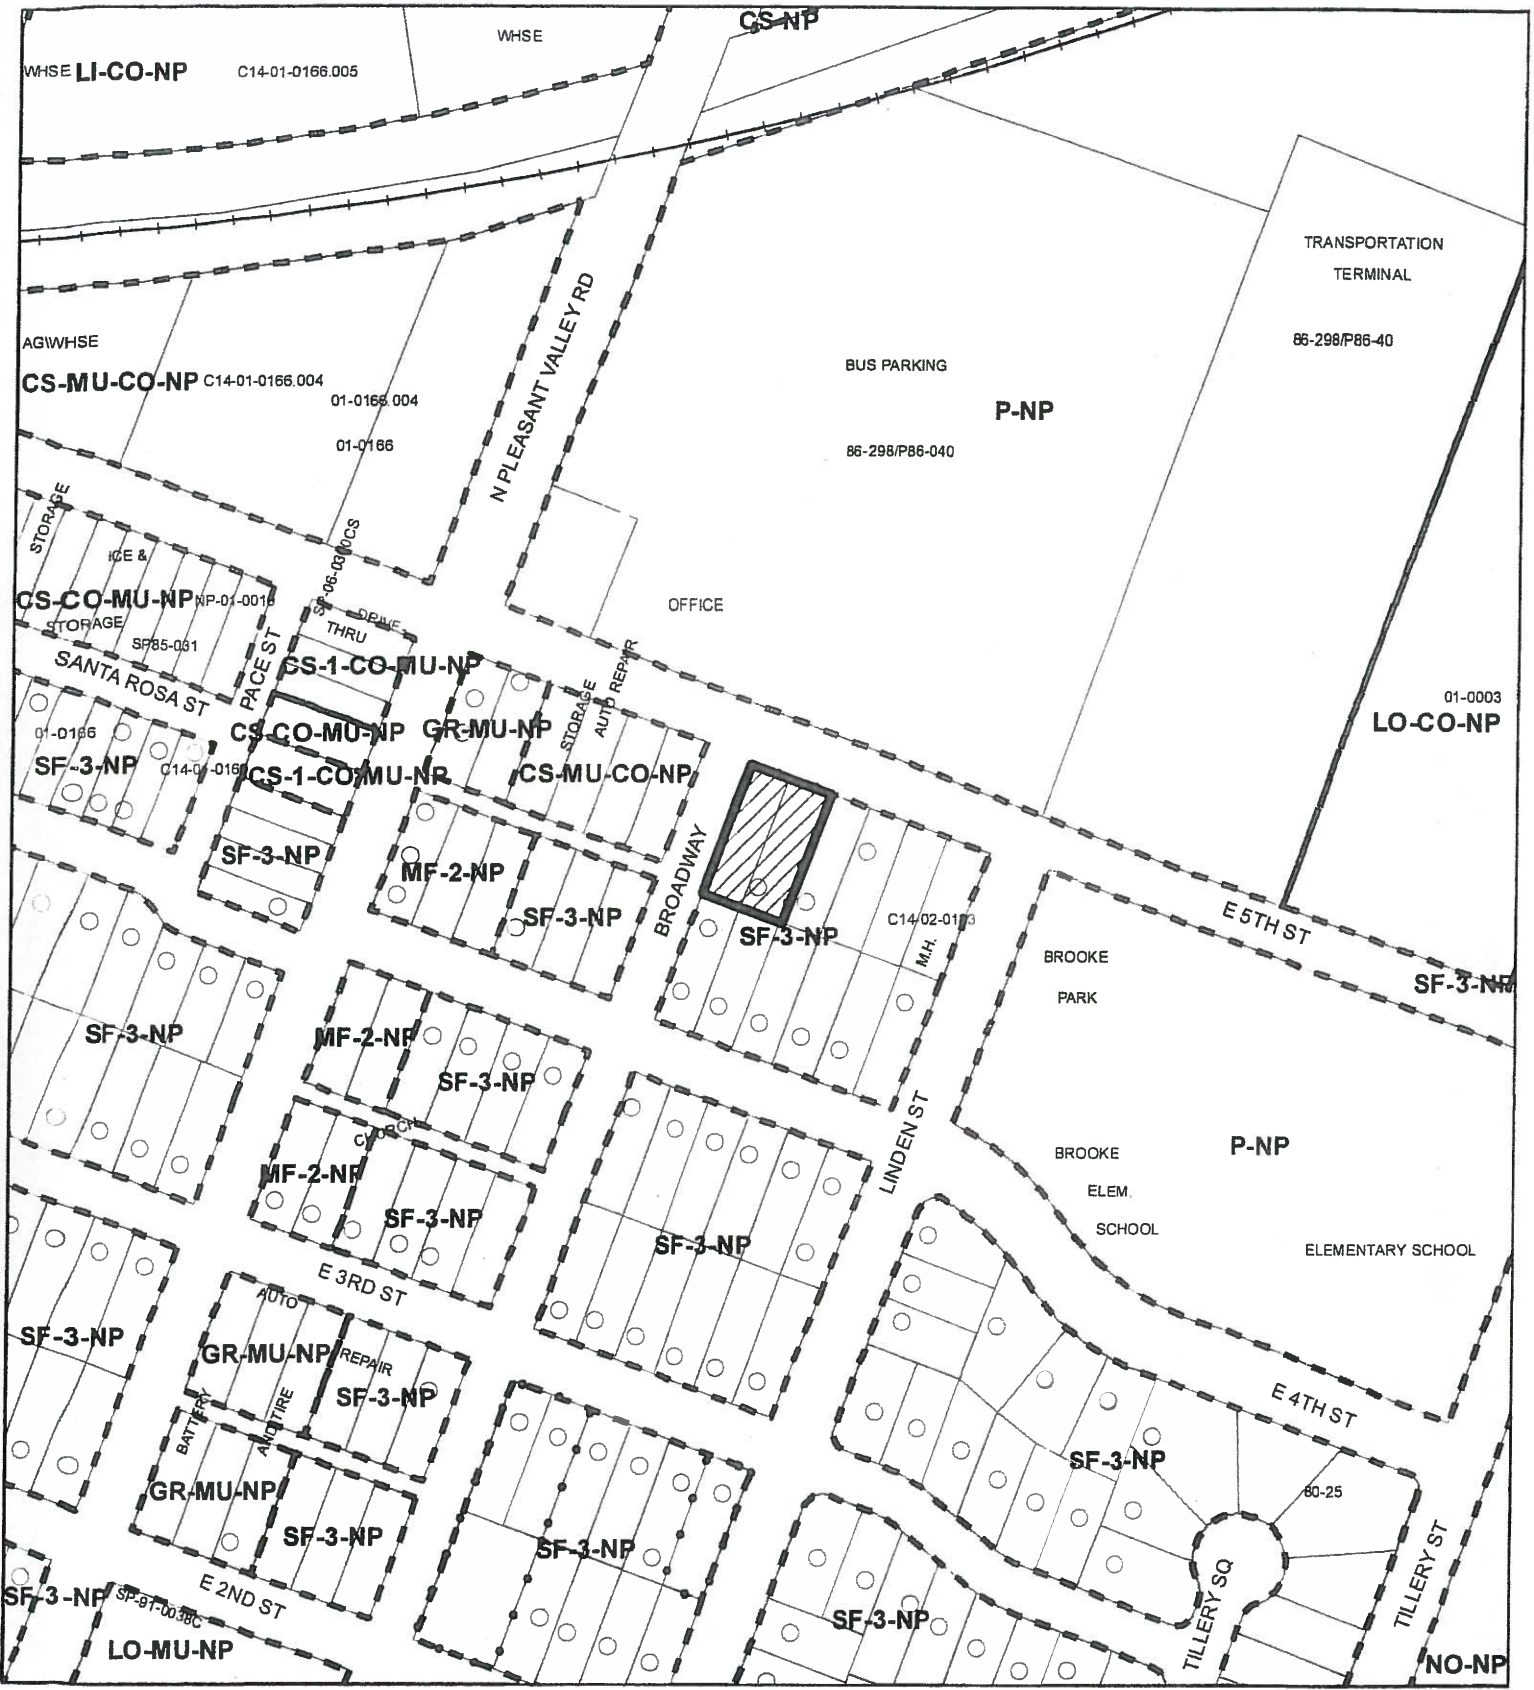 CS-NP
WHSE
WHSE LI-CO-NP C14-01-0166.005
TRANSPORTATION
TERMINAL
86-298/P86-40
N PLEASANT VALLEY RD
AG\WHSE
CS-MU-CO-NP C14-01-0166.004
01-0166.004
01-0166
BUS PARKING
P-NP
86-298/P86-040
STORAGE
ICE &
CS-CO-MU-NP
STORAGE
SP85-031
SANTA ROSA ST
PACE ST
DRIVE
THRU
OFFICE
CS-1-CO-MU-NP
CS-CO-MU-NP
GR-MU-NP
STORAGE
AUTO REPAIR
CS-1-CO-MU-NP
CS-MU-CO-NP
01-0166
SF-3-NP
SF-3-NP
MF-2-NP
SF-3-NP
BROADWAY
SF-3-NP
M.H.
01-0003
LO-CO-NP
E 5TH ST
SF-3-NP
BROOKE
PARK
SF-3-NP
MF-2-NP
SF-3-NP
CHURCH
MF-2-NP
SF-3-NP
E 3RD ST
SF-3-NP
LINDEN ST
P-NP
BROOKE
ELEM.
SCHOOL
ELEMENTARY SCHOOL
SF-3-NP
AUTO
GR-MU-NP
REPAIR
SF-3-NP
BATTERY
AND TIRE
GR-MU-NP
SF-3-NP
E 2ND ST
SF-3-NP
SF-3-NP
SP-91-0038C
LO-MU-NP
E 4TH ST
SF-3-NP
80-25
SF-3-NP
TILLERY SQ
TILLERY ST
NO-NP